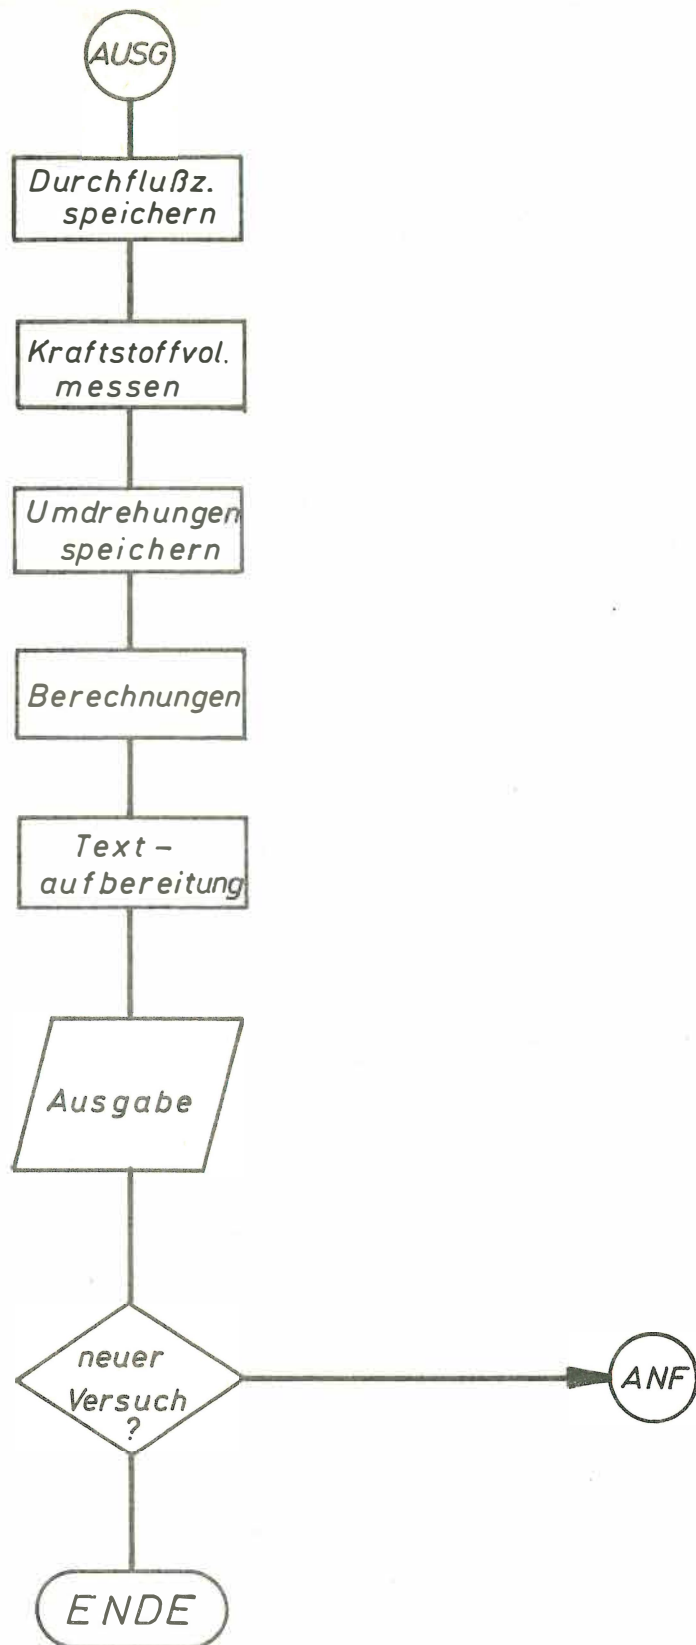 AUSG
Durchflußz.
speichern
Kraftstoffvol.
messen
Umdrehungen
speichern
Berechnungen
Text-
aufbereitung
Ausgabe
neuer
Versuch
?
ANF
ENDE